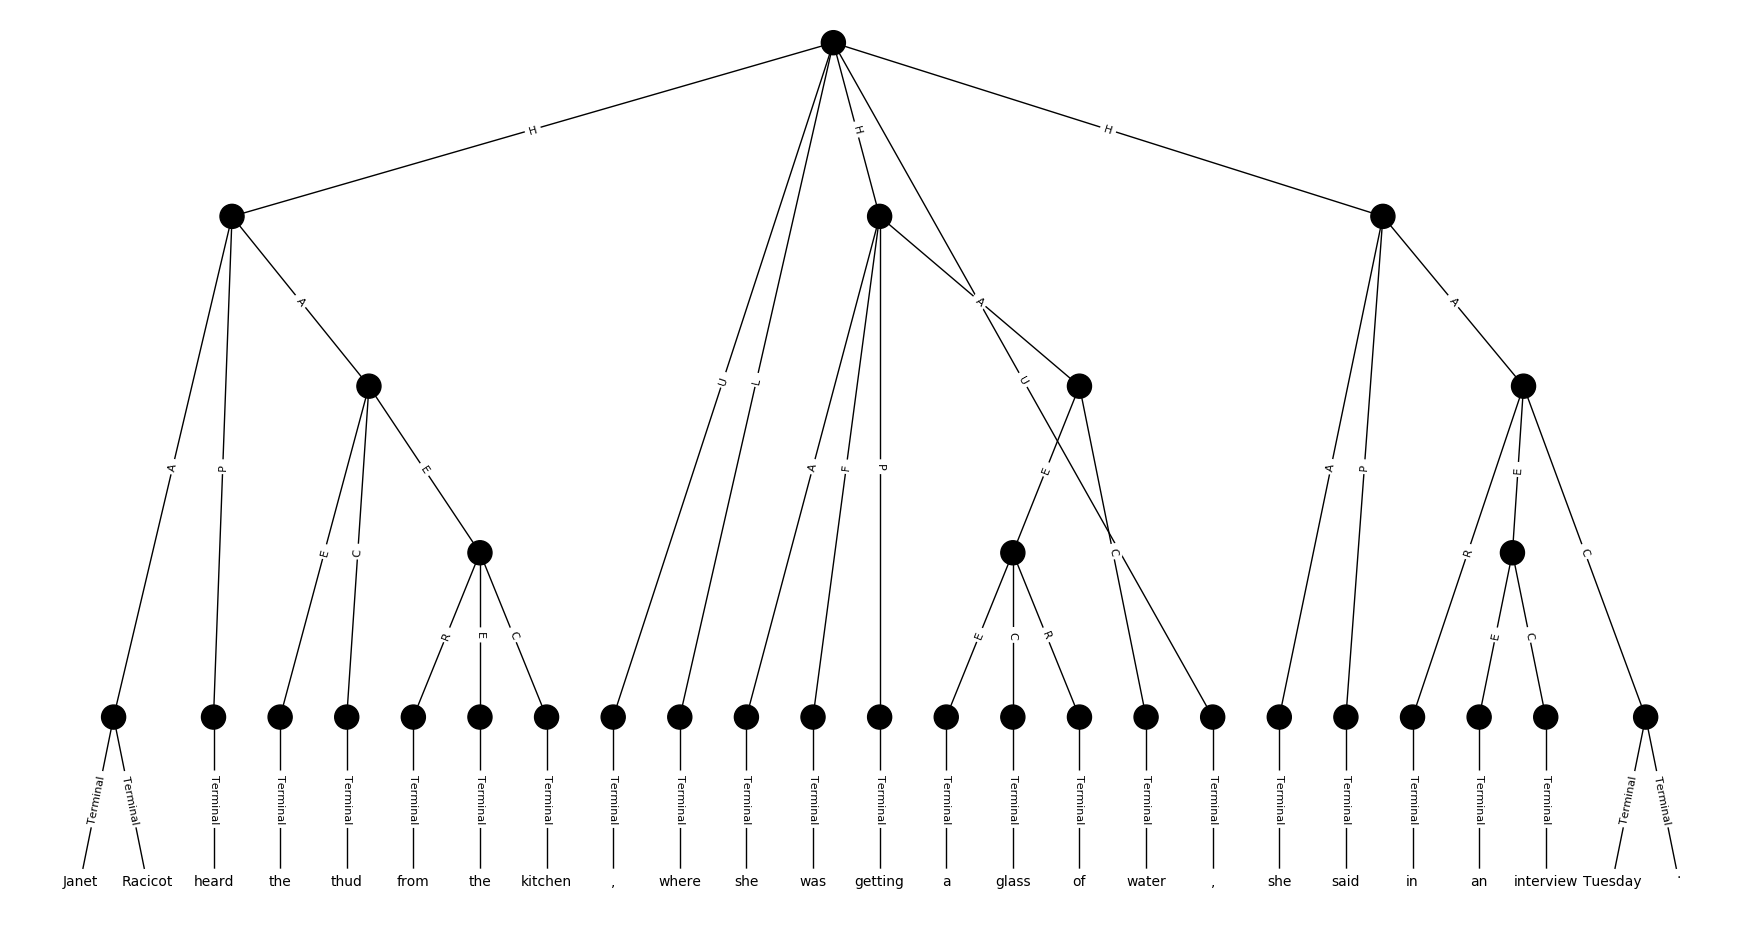 H H H
A A A
U L U
A P E A F P E A P E
E C R C C
R E C E C R E C
Terminal Terminal Terminal Terminal Terminal Terminal Terminal Terminal Terminal Terminal Terminal Terminal Terminal Terminal Terminal Terminal Terminal Terminal Terminal Terminal Terminal Terminal Terminal Terminal Terminal
Janet Racicot heard the thud from the kitchen , where she was getting a glass of water , she said in an interview Tuesday .